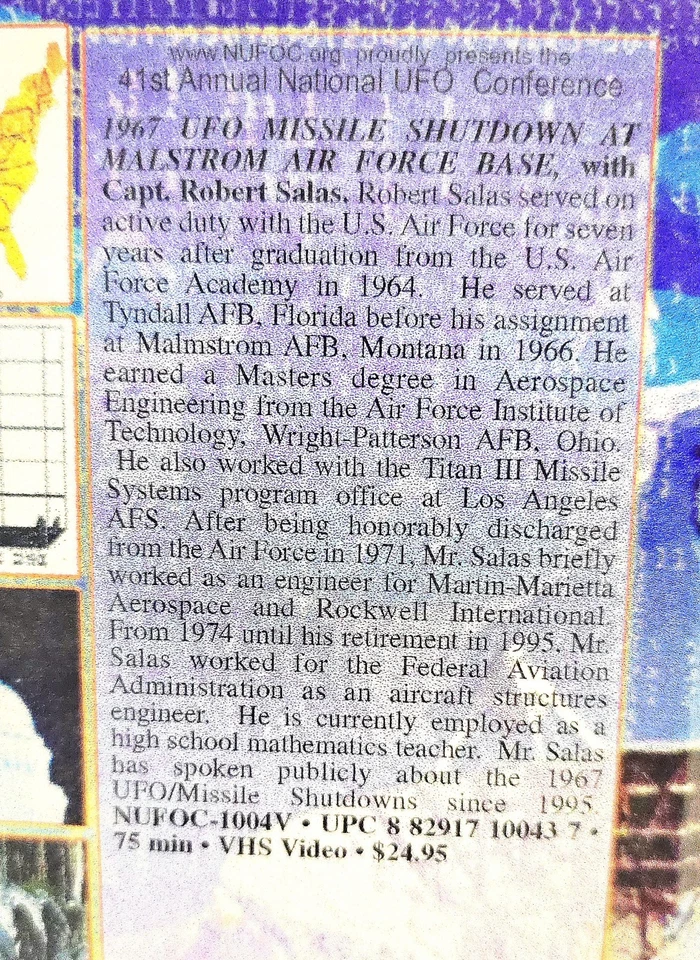 www.NUFOC.org proudly presents the
41st Annual National UFO Conference
1967 UFO MISSILE SHUTDOWN AT
MALSTROM AIR FORCE BASE, with
Capt. Robert Salas. Robert Salas served on
active duty with the U.S. Air Force for seven
years after graduation from the U.S. Air
Force Academy in 1964. He served at
Tyndall AFB, Florida before his assignment
at Malmstrom AFB, Montana in 1966. He
earned a Masters degree in Aerospace
Engineering from the Air Force Institute of
Technology, Wright-Patterson AFB, Ohio.
He also worked with the Titan III Missile
Systems program office at Los Angeles
AFS. After being honorably discharged
from the Air Force in 1971, Mr. Salas briefly
worked as an engineer for Martin-Marietta
Aerospace and Rockwell International.
From 1974 until his retirement in 1995, Mr.
Salas worked for the Federal Aviation
Administration as an aircraft structures
engineer. He is currently employed as a
high school mathematics teacher. Mr. Salas
has spoken publicly about the 1967
UFO/Missile Shutdowns since 1995.
NUFOC-1004V • UPC 8 82917 10043 7 •
75 min • VHS Video • $24.95